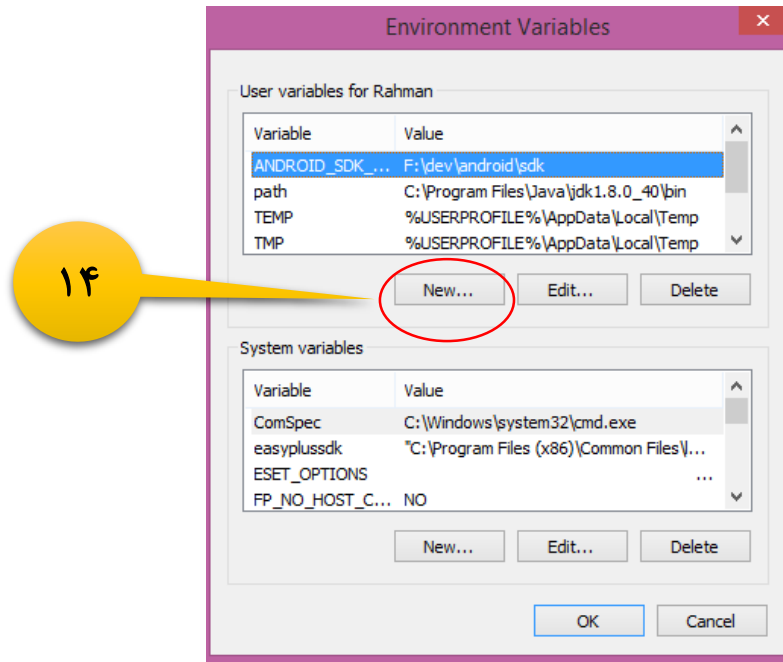 Environment Variables
User variables for Rahman
Variable Value
ANDROID_SDK_... F:\dev\android\sdk
path C:\Program Files\Java\jdk1.8.0_40\bin
TEMP %USERPROFILE%\AppData\Local\Temp
TMP %USERPROFILE%\AppData\Local\Temp
۱۴
New... Edit... Delete
System variables
Variable Value
ComSpec C:\Windows\system32\cmd.exe
easyplussdk "C:\Program Files (x86)\Common Files\I...
ESET_OPTIONS ...
FP_NO_HOST_C... NO
New... Edit... Delete
OK Cancel